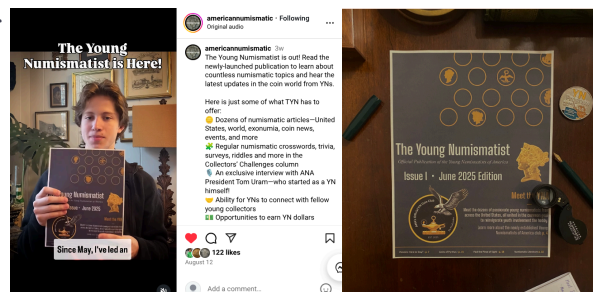 The Young
Numismatist is Here!
Numismatist
Issue I • June 2025
Since May, I've led an
americannumismatic • Following
Original audio
americannumismatic 3w
The Young Numismatist is out! Read the
newly-launched publication to learn about
countless numismatic topics and hear the
latest updates in the coin world from YNs.
Here is just some of what TYN has to
offer:
🪙 Dozens of numismatic articles—United
States, world, exonumia, coin news,
events, and more
🧩 Regular numismatic crosswords, trivia,
surveys, riddles and more in the
Collectors' Challenges column
🎙️ An exclusive interview with ANA
President Tom Uram—who started as a YN
himself!
🤝 Ability for YNs to connect with fellow
young collectors
💵 Opportunities to earn YN dollars
122 likes
August 12
Add a comment...
The Young Numismatist
Official Publication of the Young Numismatists of America
Issue I • June 2025 Edition
Meet